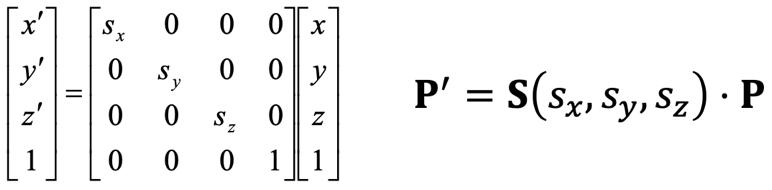 [x′] = [s_x 0 0 0] [x]
[y′] = [0 s_y 0 0] [y]
[z′] = [0 0 s_z 0] [z]
[1] = [0 0 0 1] [1]
P′ = S(s_x, s_y, s_z) · P